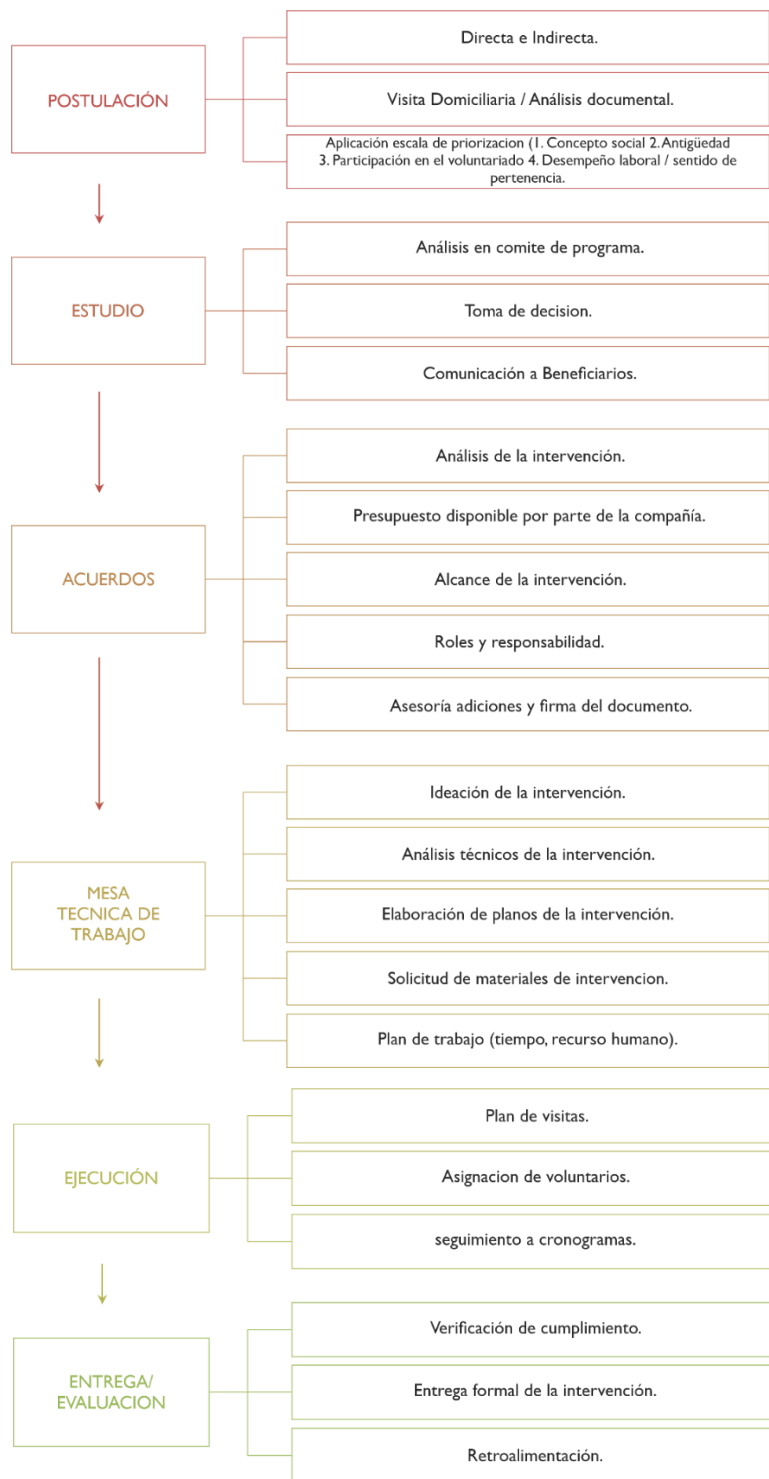 POSTULACIÓN
Directa e Indirecta.
Visita Domiciliaria / Análisis documental.
Aplicación escala de priorizacion (1. Concepto social 2. Antigüedad
3. Participación en el voluntariado 4. Desempeño laboral / sentido de
pertenencia.
ESTUDIO
Análisis en comite de programa.
Toma de decision.
Comunicación a Beneficiarios.
ACUERDOS
Análisis de la intervención.
Presupuesto disponible por parte de la compañía.
Alcance de la intervención.
Roles y responsabilidad.
Asesoría adiciones y firma del documento.
MESA
TECNICA DE
TRABAJO
Ideación de la intervención.
Análisis técnicos de la intervención.
Elaboración de planos de la intervención.
Solicitud de materiales de intervencion.
Plan de trabajo (tiempo, recurso humano).
EJECUCIÓN
Plan de visitas.
Asignacion de voluntarios.
seguimiento a cronogramas.
ENTREGA/
EVALUACION
Verificación de cumplimiento.
Entrega formal de la intervención.
Retroalimentación.